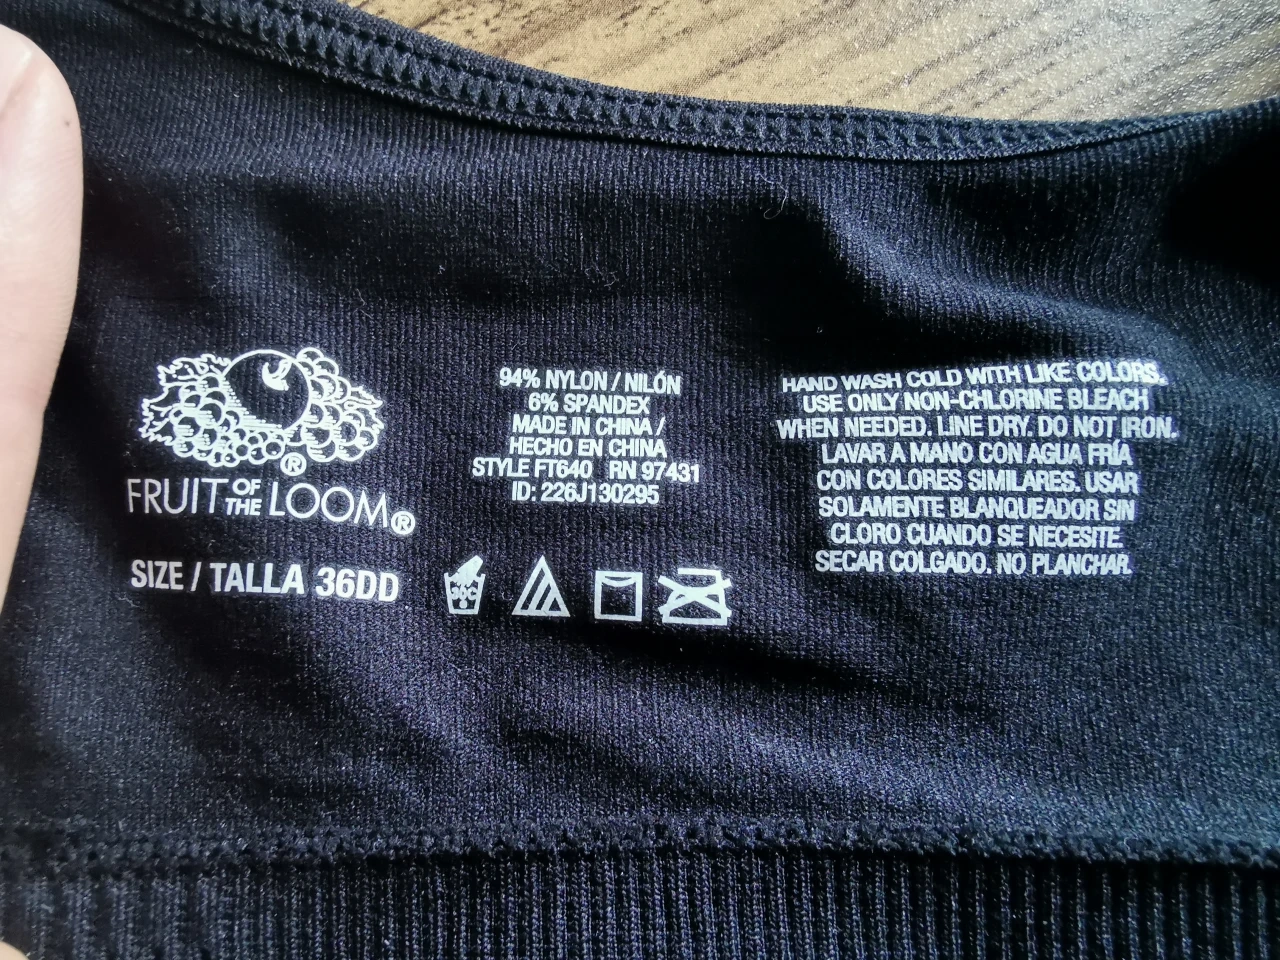 FRUIT OF THE LOOM®
SIZE / TALLA 36DD
94% NYLON / NILÓN
6% SPANDEX
MADE IN CHINA /
HECHO EN CHINA
STYLE FT640 RN 97431
ID: 226J130295
30C
HAND WASH COLD WITH LIKE COLORS.
USE ONLY NON-CHLORINE BLEACH
WHEN NEEDED. LINE DRY. DO NOT IRON.
LAVAR A MANO CON AGUA FRÍA
CON COLORES SIMILARES. USAR
SOLAMENTE BLANQUEADOR SIN
CLORO CUANDO SE NECESITE.
SECAR COLGADO. NO PLANCHAR.